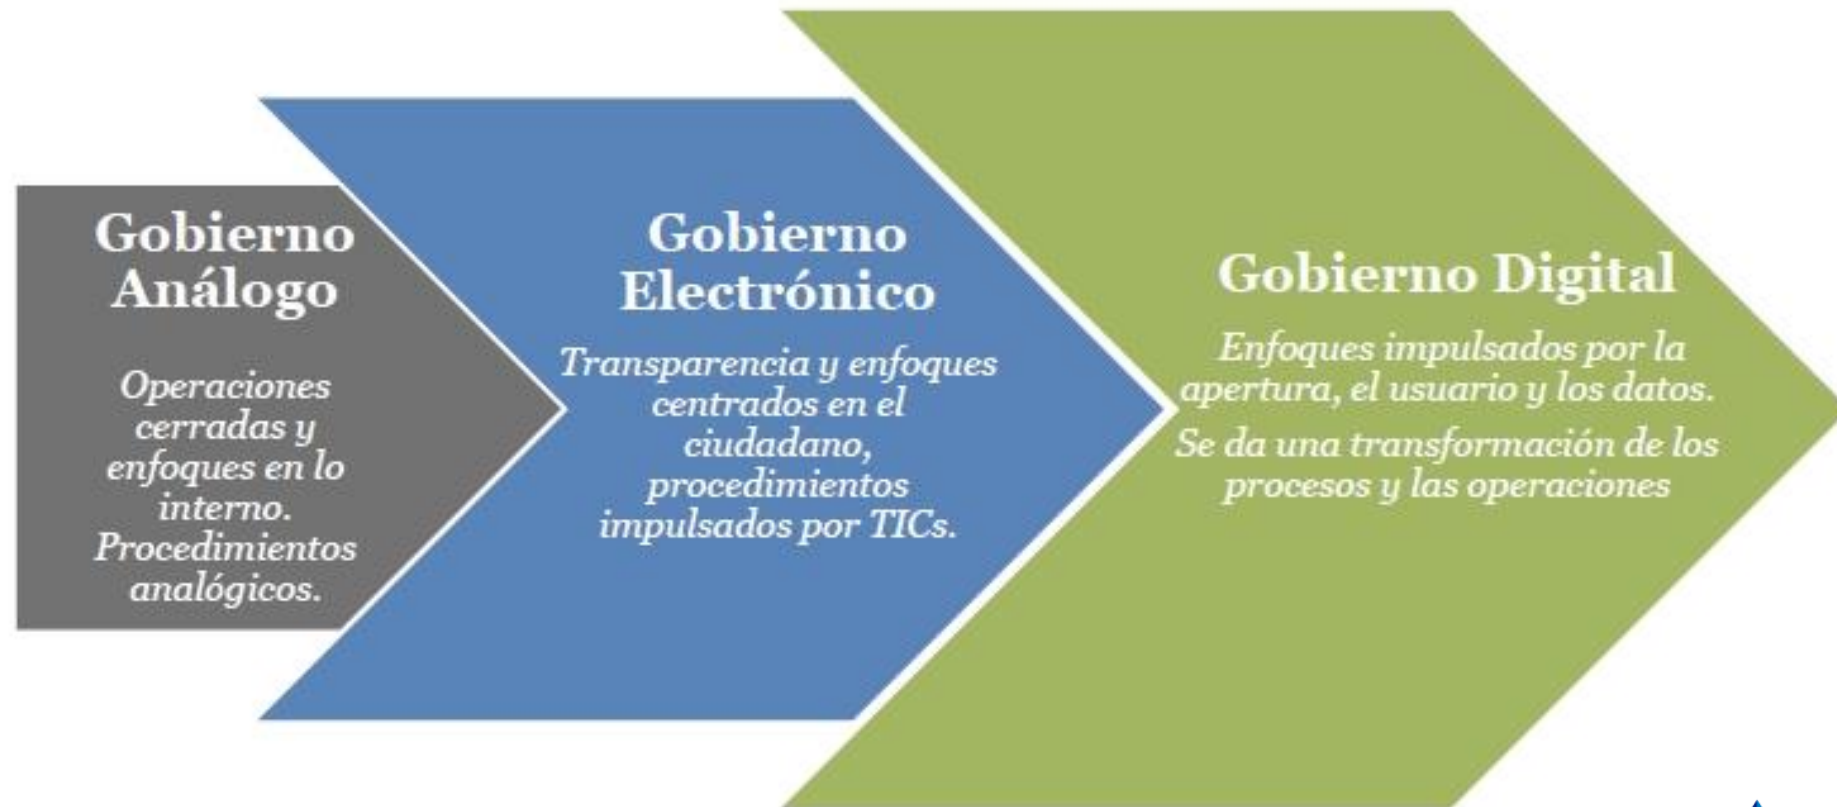 Gobierno
Análogo
Operaciones
cerradas y
enfoques en lo
interno.
Procedimientos
analógicos.
Gobierno
Electrónico
Transparencia y enfoques
centrados en el
ciudadano,
procedimientos
impulsados por TICs.
Gobierno Digital
Enfoques impulsados por la
apertura, el usuario y los datos.
Se da una transformación de los
procesos y las operaciones